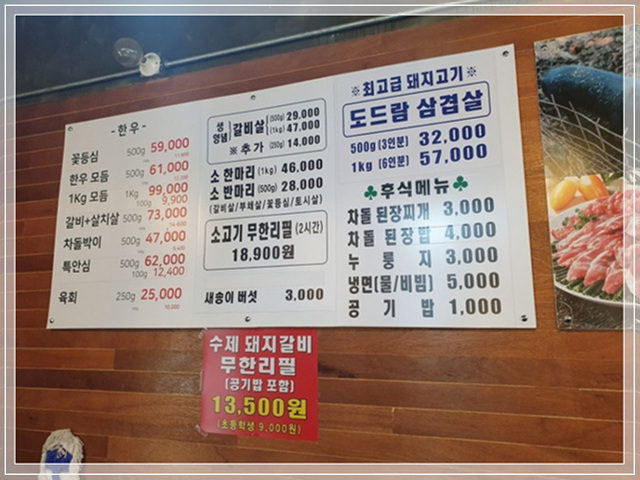 - 한우 -
꽃등심 500g 59,000
한우 모듬 500g 61,000
1Kg 모듬 1Kg 99,000
100g 9,900
갈비+살치살 500g 73,000
차돌박이 500g 47,000
특안심 500g 62,000
100g 12,400
육회 250g 25,000
생 양념 갈비살 (500g) 29,000
(1kg) 47,000
※추가 (250g) 14,000
소 한마리 (1kg) 46,000
소 반마리 (500g) 28,000
(갈비살/부채살/꽃등심/토시살)
소고기 무한리필 (2시간)
18,900원
새송이 버섯 3,000
※최고급 돼지고기※
도드람 삼겹살
500g (3인분) 32,000
1kg (6인분) 57,000
♣후식메뉴♣
차돌 된장찌개 3,000
차돌 된장밥 4,000
누룽지 3,000
냉면(물/비빔) 5,000
공기밥 1,000
수제 돼지갈비
무한리필
(공기밥 포함)
13,500원
(초등학생 9,000원)